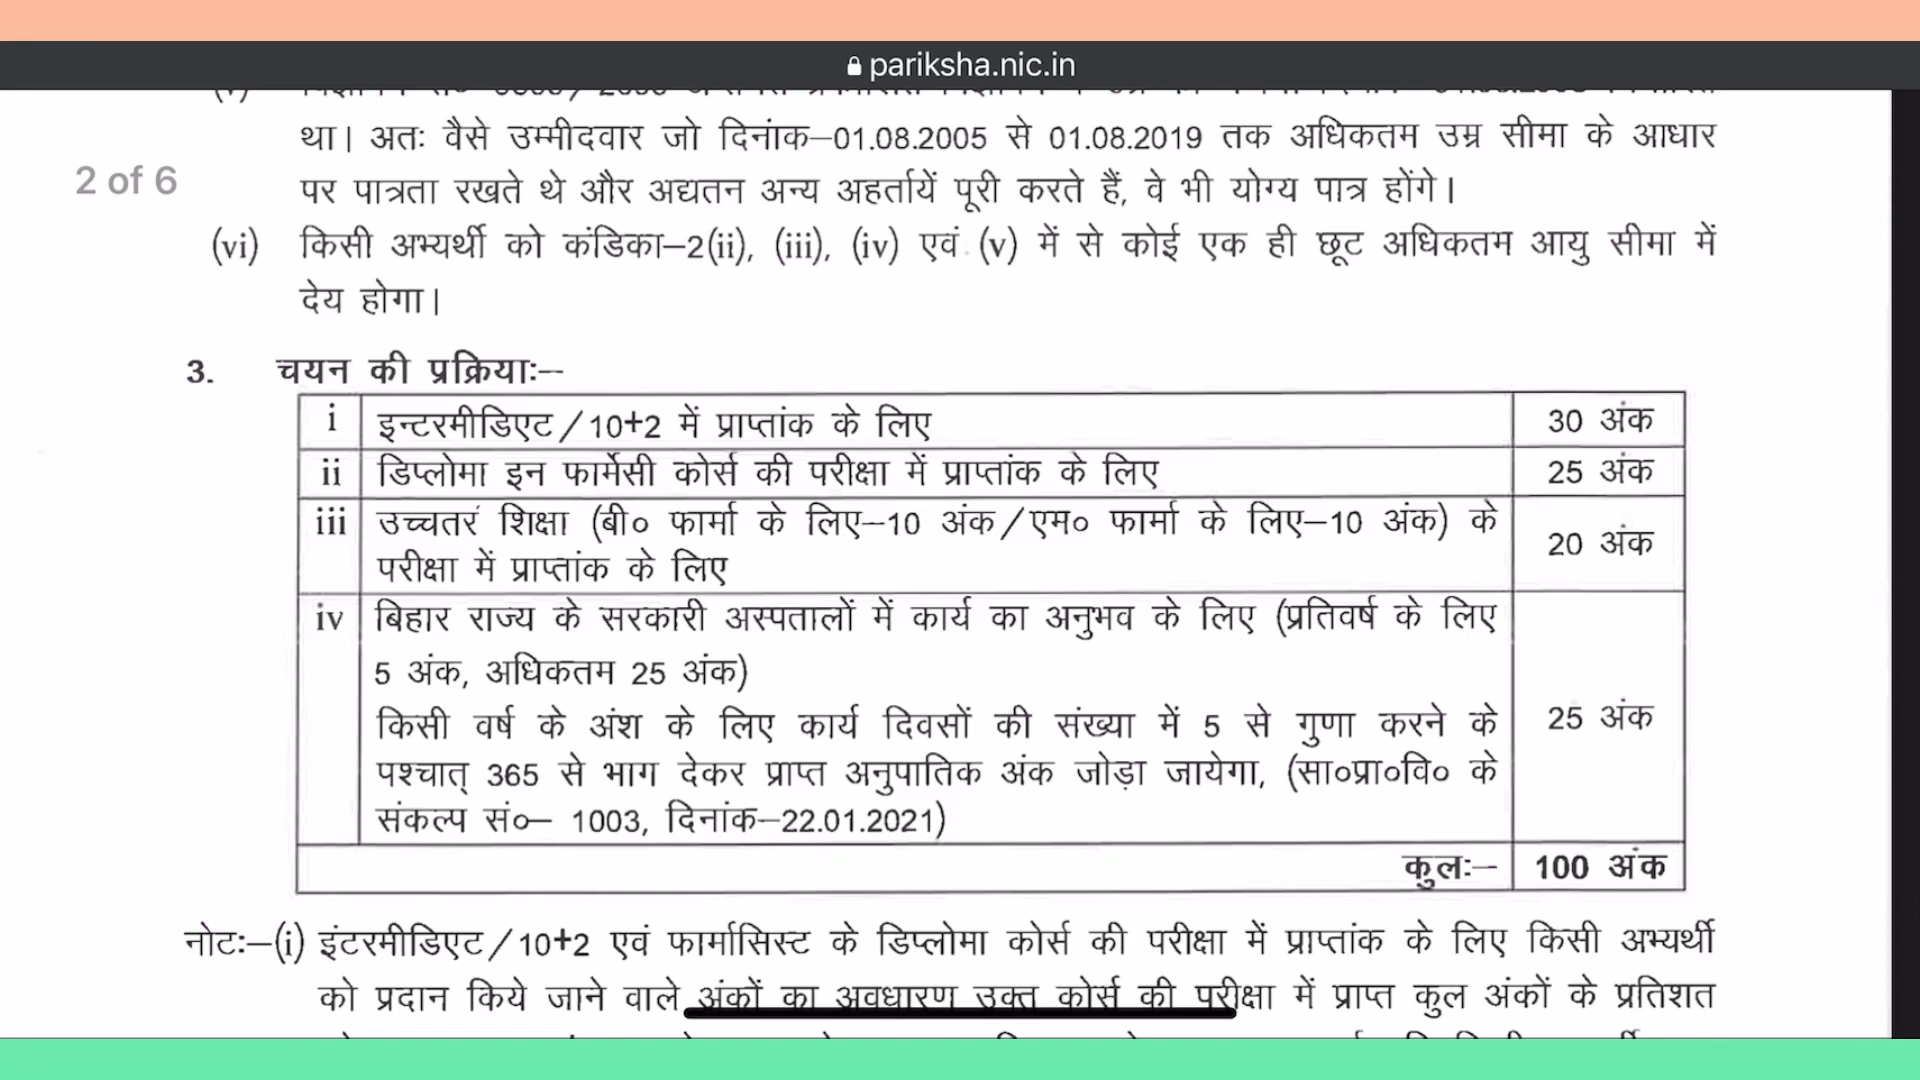 pariksha.nic.in
था। अतः वैसे उम्मीदवार जो दिनांक–01.08.2005 से 01.08.2019 तक अधिकतम उम्र सीमा के आधार
2 of 6
पर पात्रता रखते थे और अद्यतन अन्य अहर्तायें पूरी करते हैं, वे भी योग्य पात्र होंगे।
(vi) किसी अभ्यर्थी को कंडिका–2(ii), (iii), (iv) एवं (v) में से कोई एक ही छूट अधिकतम आयु सीमा में
देय होगा।
3. चयन की प्रक्रियाः–
i इन्टरमीडिएट/10+2 में प्राप्तांक के लिए 30 अंक
ii डिप्लोमा इन फार्मेसी कोर्स की परीक्षा में प्राप्तांक के लिए 25 अंक
iii उच्चतर शिक्षा (बी० फार्मा के लिए–10 अंक/एम० फार्मा के लिए–10 अंक) के
परीक्षा में प्राप्तांक के लिए
20 अंक
iv बिहार राज्य के सरकारी अस्पतालों में कार्य का अनुभव के लिए (प्रतिवर्ष के लिए
5 अंक, अधिकतम 25 अंक)
किसी वर्ष के अंश के लिए कार्य दिवसों की संख्या में 5 से गुणा करने के
पश्चात् 365 से भाग देकर प्राप्त अनुपातिक अंक जोड़ा जायेगा, (सा०प्रा०वि० के
संकल्प सं०– 1003, दिनांक–22.01.2021)
25 अंक
कुलः– 100 अंक
नोटः–(i) इंटरमीडिएट/10+2 एवं फार्मासिस्ट के डिप्लोमा कोर्स की परीक्षा में प्राप्तांक के लिए किसी अभ्यर्थी
को प्रदान किये जाने वाले अंकों का अवधारण उक्त कोर्स की परीक्षा में प्राप्त कुल अंकों के प्रतिशत